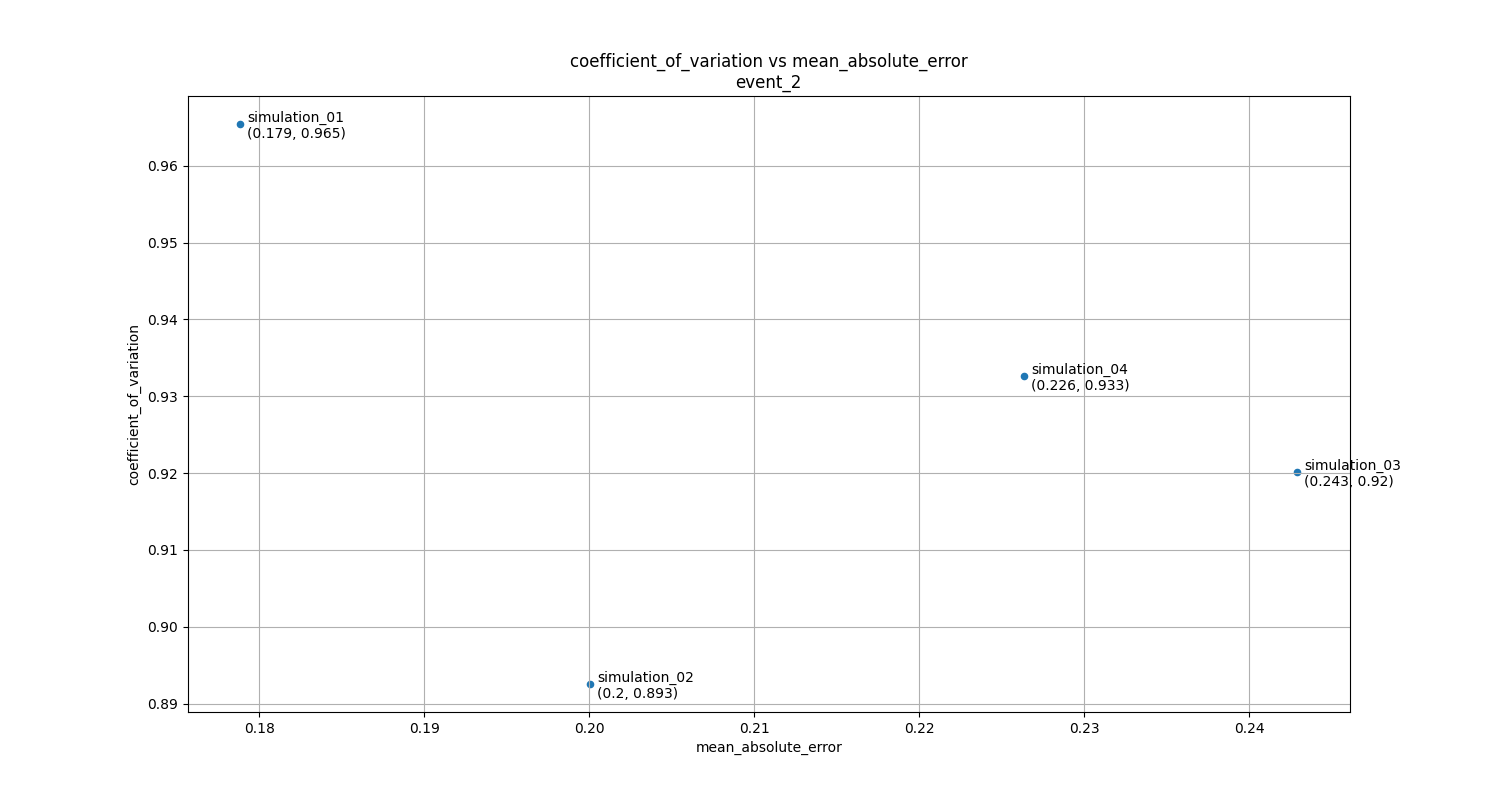 coefficient_of_variation vs mean_absolute_error
event_2
simulation_01
(0.179, 0.965)
0.96
0.95
0.94
simulation_04
(0.226, 0.933)
0.93
simulation_03
(0.243, 0.92)
0.92
0.91
0.90
simulation_02
(0.2, 0.893)
0.89
coefficient_of_variation
0.18 0.19 0.20 0.21 0.22 0.23 0.24
mean_absolute_error